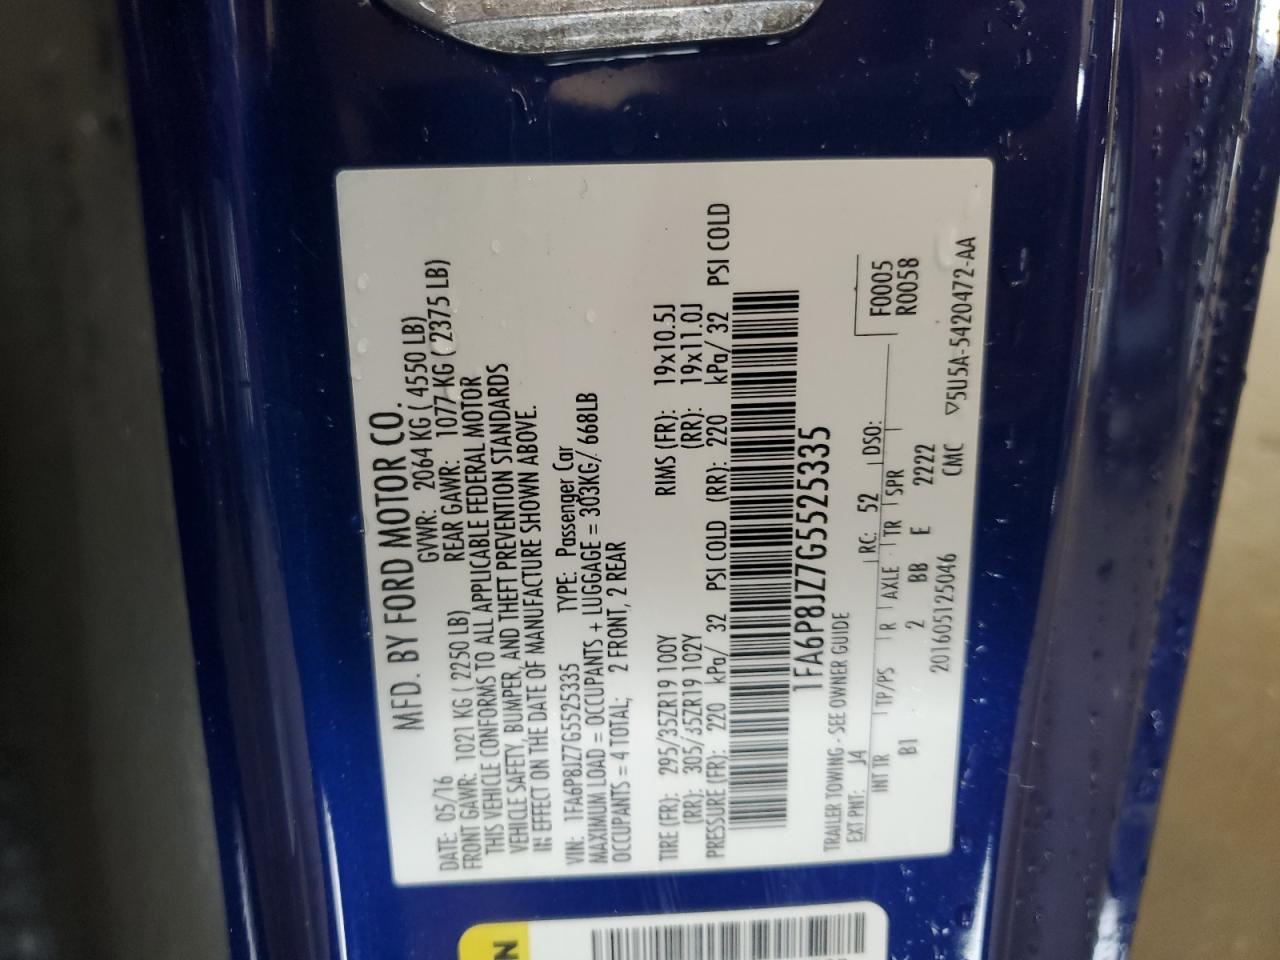 MFD. BY FORD MOTOR CO.
DATE: 05/16 GVWR: 2064 KG ( 4550 LB)
FRONT GAWR: 1021 KG ( 2250 LB) REAR GAWR: 1077 KG ( 2375 LB)
THIS VEHICLE CONFORMS TO ALL APPLICABLE FEDERAL MOTOR
VEHICLE SAFETY, BUMPER, AND THEFT PREVENTION STANDARDS
IN EFFECT ON THE DATE OF MANUFACTURE SHOWN ABOVE.
VIN: 1FA6P8JZ7G5525335 TYPE: Passenger Car
MAXIMUM LOAD = OCCUPANTS + LUGGAGE = 303KG/ 668LB
OCCUPANTS = 4 TOTAL; 2 FRONT, 2 REAR
TIRE (FR): 295/35ZR19 100Y RIMS (FR): 19x10.5J
(RR): 305/35ZR19 102Y (RR): 19x11.0J
PRESSURE (FR): 220 kPa/ 32 PSI COLD (RR): 220 kPa/ 32 PSI COLD
1FA6P8JZ7G5525335
TRAILER TOWING - SEE OWNER GUIDE
EXT PNT: J4 RC: 52 DSO: F0005
INT TR TP/PS R AXLE TR SPR R0058
B1 2 BB E 2222
201605125046 CMC ▽5U5A-5420472-AA
N